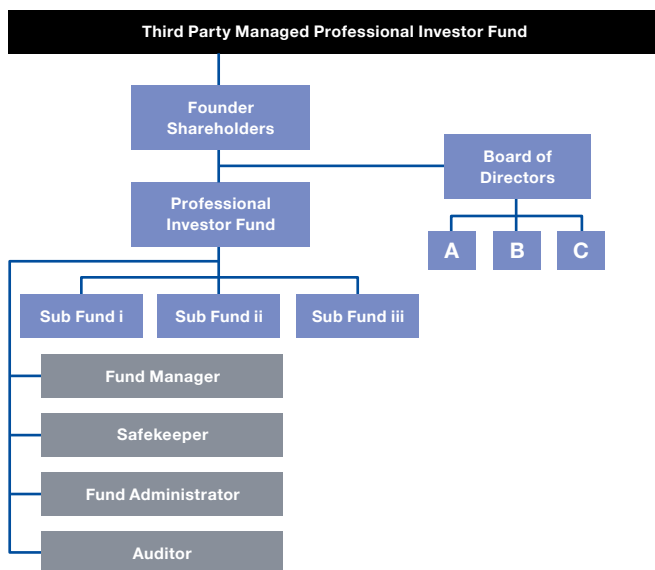 Third Party Managed Professional Investor Fund
Founder
Shareholders
Board of
Directors
Professional
Investor Fund
A
B
C
Sub Fund i
Sub Fund ii
Sub Fund iii
Fund Manager
Safekeeper
Fund Administrator
Auditor